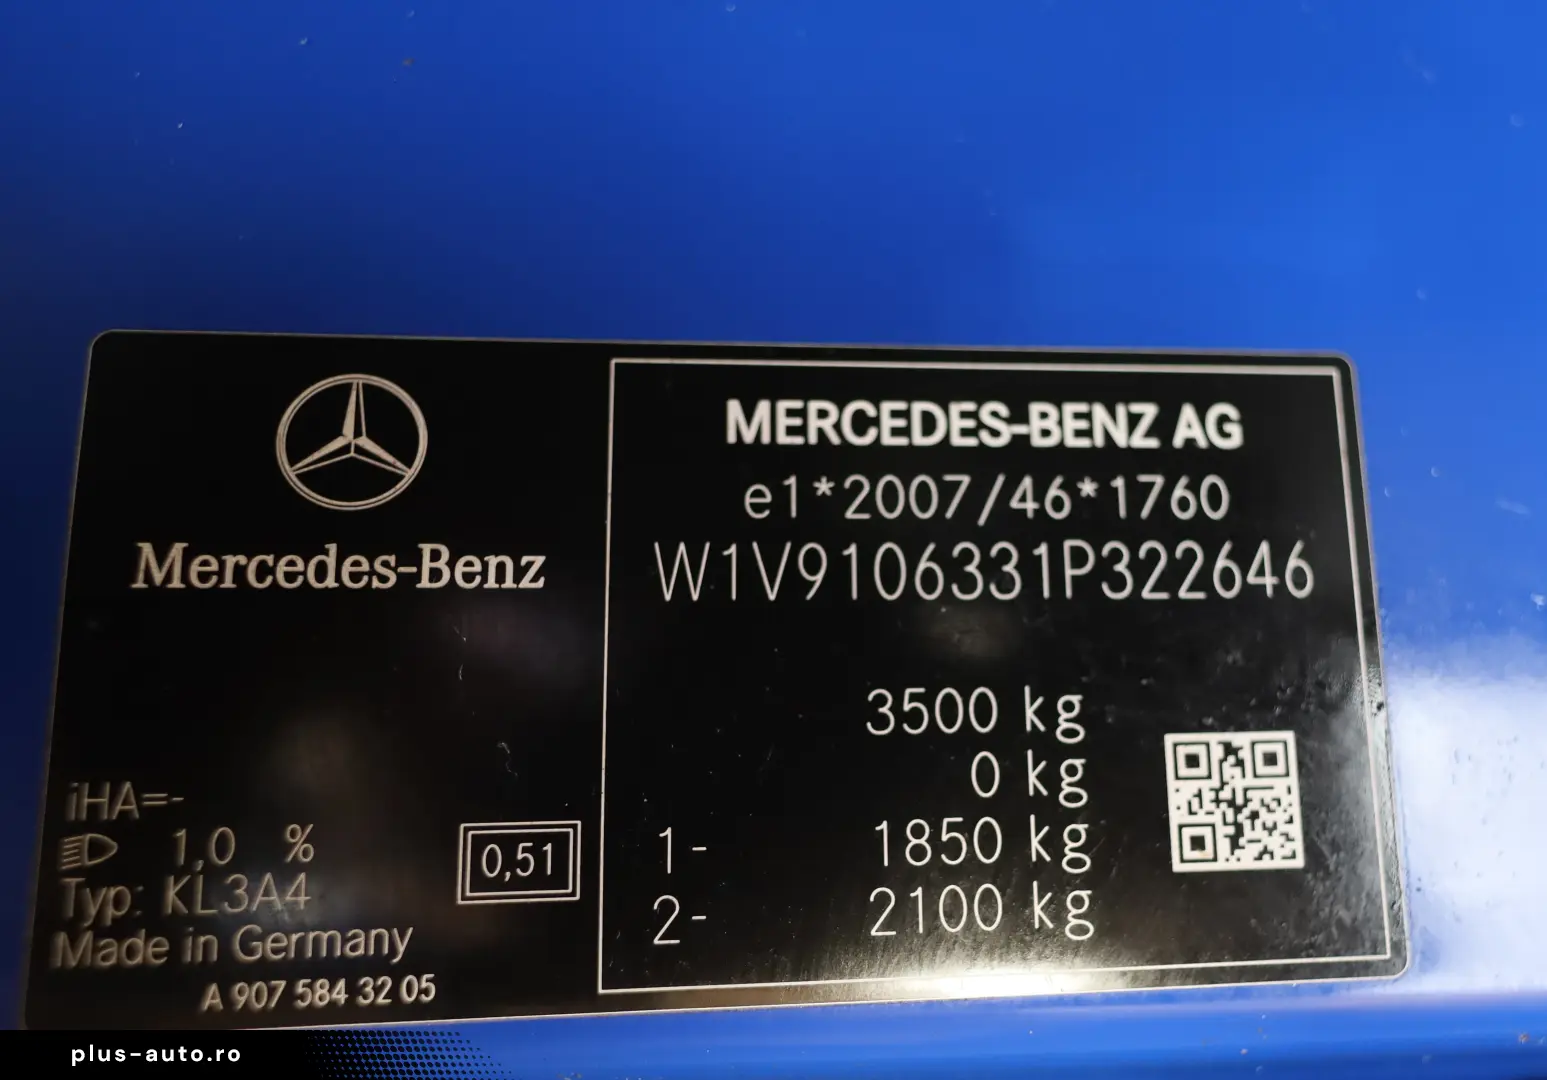 Mercedes-Benz
iHA=-
1,0 %
0,51
Typ: KL3A4
Made in Germany
A 907 584 32 05
MERCEDES-BENZ AG
e1*2007/46*1760
W1V9106331P322646
3500 kg
0 kg
1- 1850 kg
2- 2100 kg
plus-auto.ro